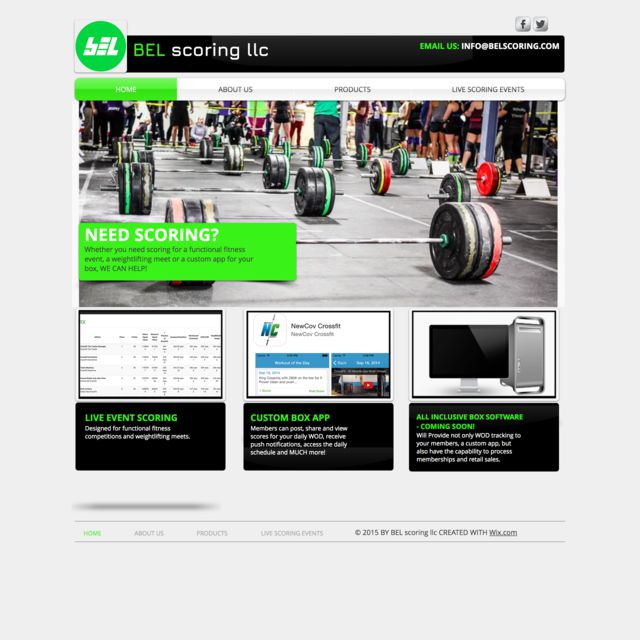 bEL
BEL scoring llc
EMAIL US: INFO@BELSCORING.COM
HOME
ABOUT US
PRODUCTS
LIVE SCORING EVENTS
NEED SCORING?
Whether you need scoring for a functional fitness
event, a weightlifting meet or a custom app for your
box, WE CAN HELP!
NC
NewCov Crossfit
NewCov Crossfit
Workout of the Day
Back
Sep 16, 2014
Sep 16, 2014
LIVE EVENT SCORING
Designed for functional fitness
competitions and weightlifting meets.
CUSTOM BOX APP
Members can post, share and view
scores for your daily WOD, receive
push notifications, access the daily
schedule and MUCH more!
ALL INCLUSIVE BOX SOFTWARE
- COMING SOON!
Will Provide not only WOD tracking to
your members, a custom app, but
also have the capability to process
memberships and retail sales.
HOME
ABOUT US
PRODUCTS
LIVE SCORING EVENTS
© 2015 BY BEL scoring llc CREATED WITH Wix.com